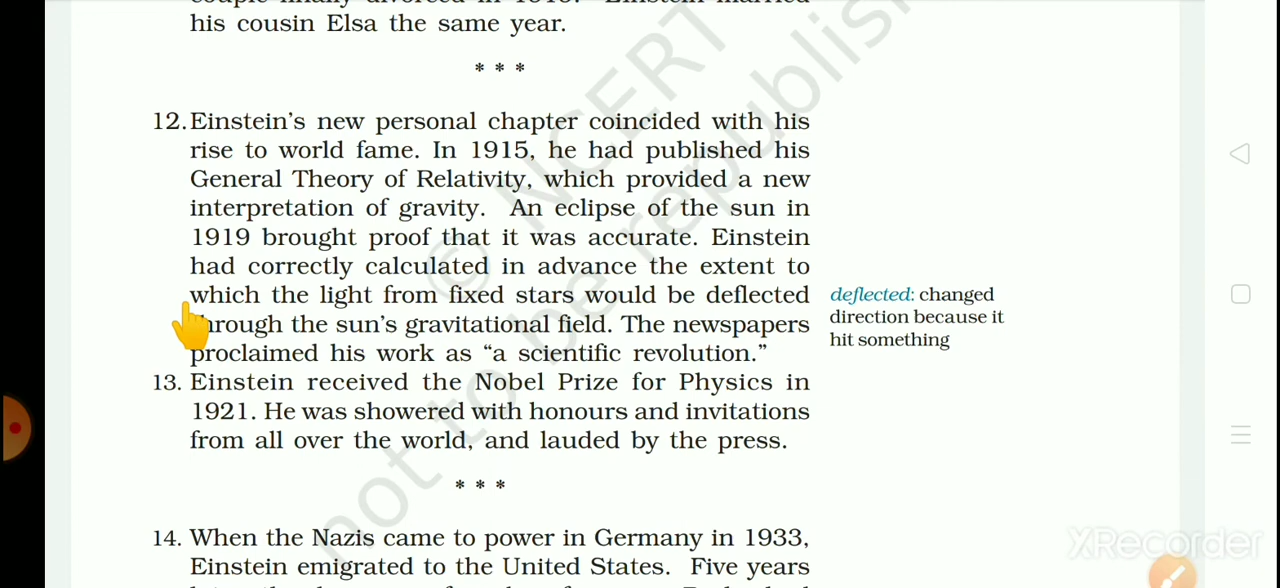 his cousin Elsa the same year.
* * *
12. Einstein's new personal chapter coincided with his
rise to world fame. In 1915, he had published his
General Theory of Relativity, which provided a new
interpretation of gravity. An eclipse of the sun in
1919 brought proof that it was accurate. Einstein
had correctly calculated in advance the extent to
which the light from fixed stars would be deflected
through the sun's gravitational field. The newspapers
proclaimed his work as “a scientific revolution.”
deflected: changed
direction because it
hit something
13. Einstein received the Nobel Prize for Physics in
1921. He was showered with honours and invitations
from all over the world, and lauded by the press.
* * *
14. When the Nazis came to power in Germany in 1933,
Einstein emigrated to the United States. Five years
© NCERT
not to be republish
XRecorder